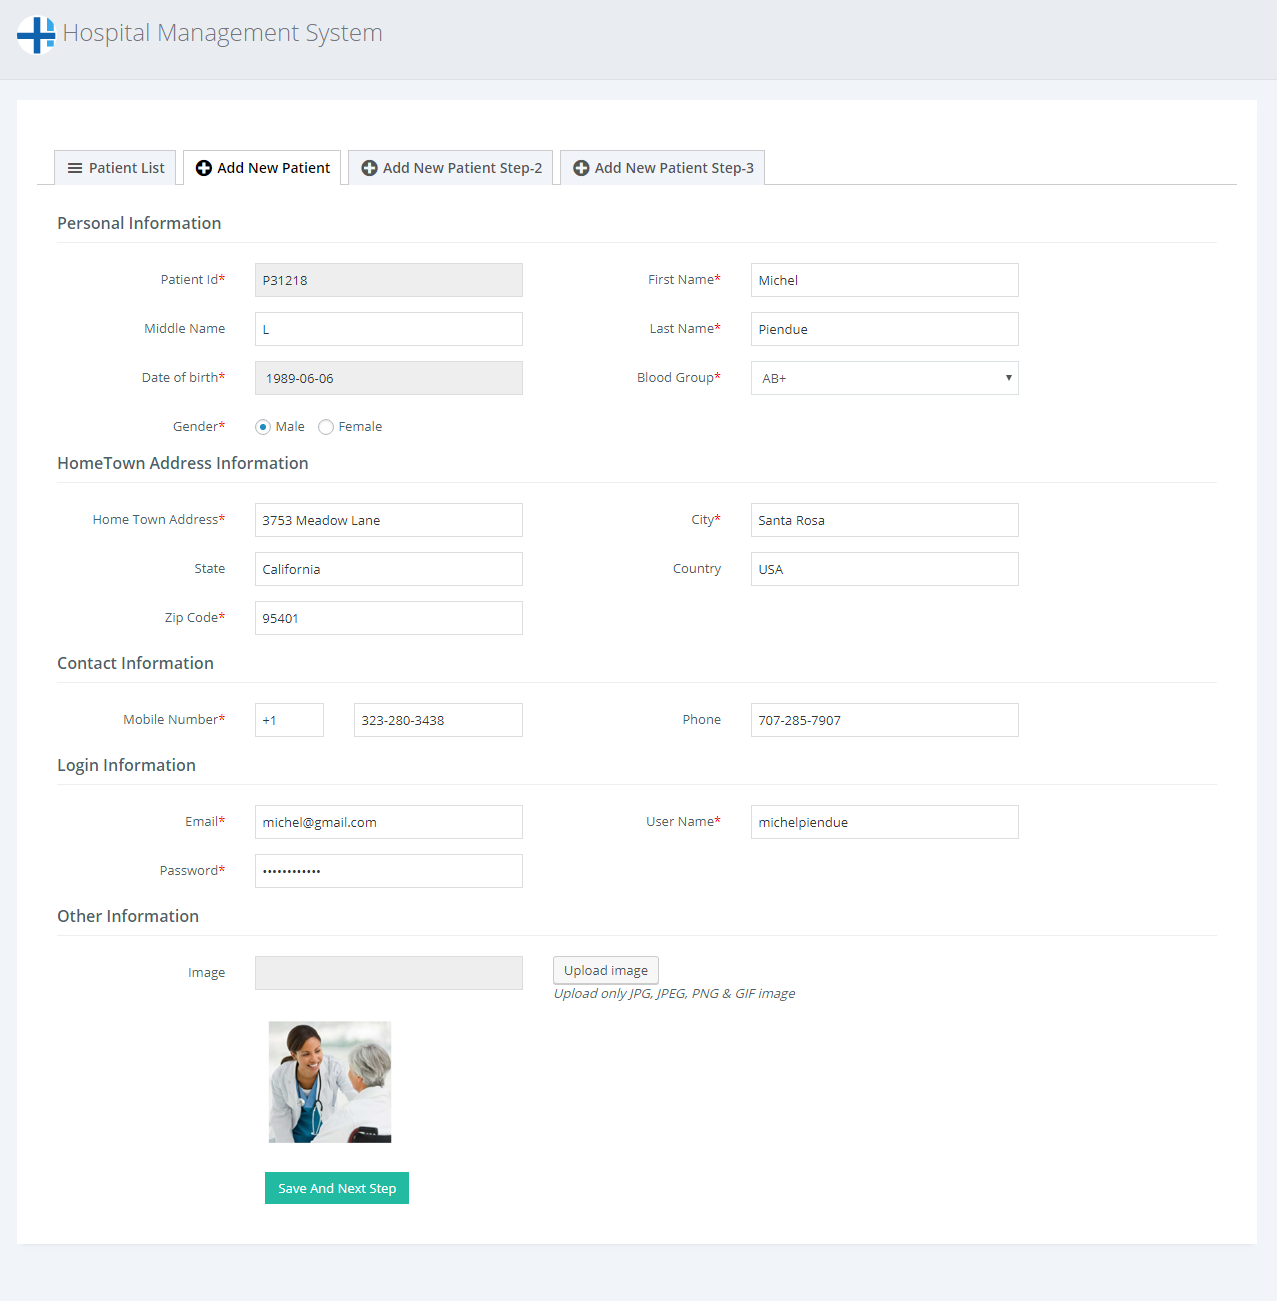 Hospital Management System
Patient List Add New Patient Add New Patient Step-2 Add New Patient Step-3
Personal Information
Patient Id* P31218 First Name* Michel
Middle Name L Last Name* Piendue
Date of birth* 1989-06-06 Blood Group* AB+
Gender* Male Female
HomeTown Address Information
Home Town Address* 3753 Meadow Lane City* Santa Rosa
State California Country USA
Zip Code* 95401
Contact Information
Mobile Number* +1 323-280-3438 Phone 707-285-7907
Login Information
Email* michel@gmail.com User Name* michelpiendue
Password* ••••••••••••
Other Information
Image Upload image
Upload only JPG, JPEG, PNG & GIF image
Save And Next Step